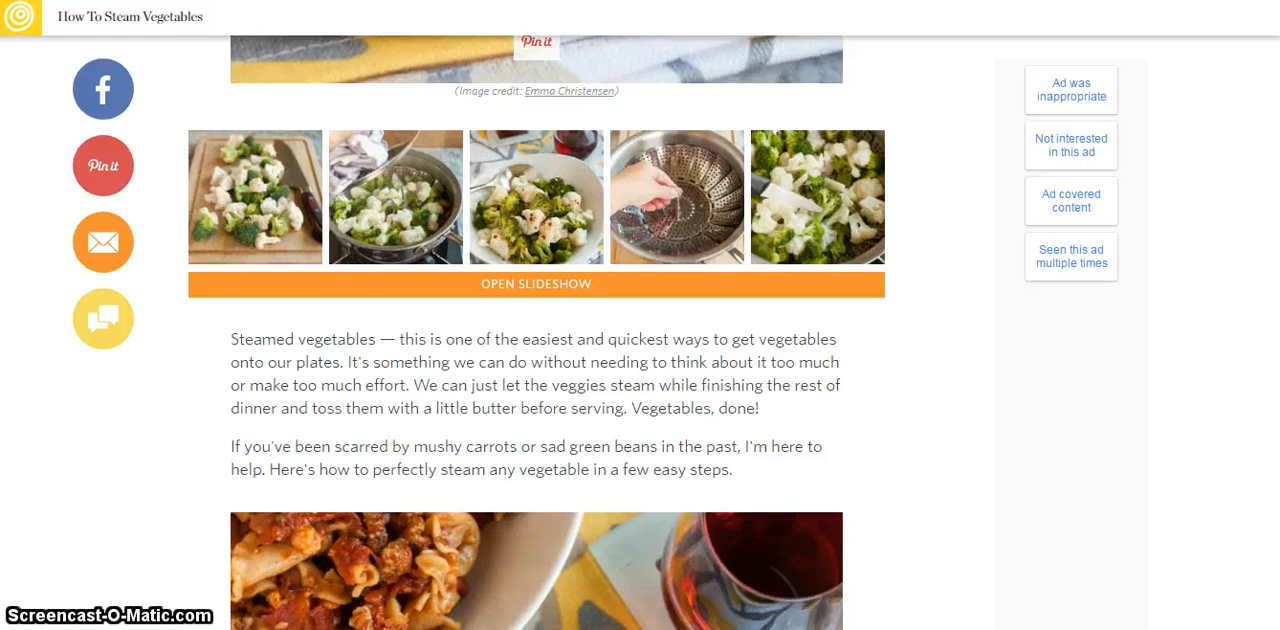 How To Steam Vegetables
Pin it
(Image credit: Emma Christensen)
Pin it
OPEN SLIDESHOW
Steamed vegetables — this is one of the easiest and quickest ways to get vegetables
onto our plates. It's something we can do without needing to think about it too much
or make too much effort. We can just let the veggies steam while finishing the rest of
dinner and toss them with a little butter before serving. Vegetables, done!
If you've been scarred by mushy carrots or sad green beans in the past, I'm here to
help. Here's how to perfectly steam any vegetable in a few easy steps.
Ad was
inappropriate
Not interested
in this ad
Ad covered
content
Seen this ad
multiple times
Screencast-O-Matic.com